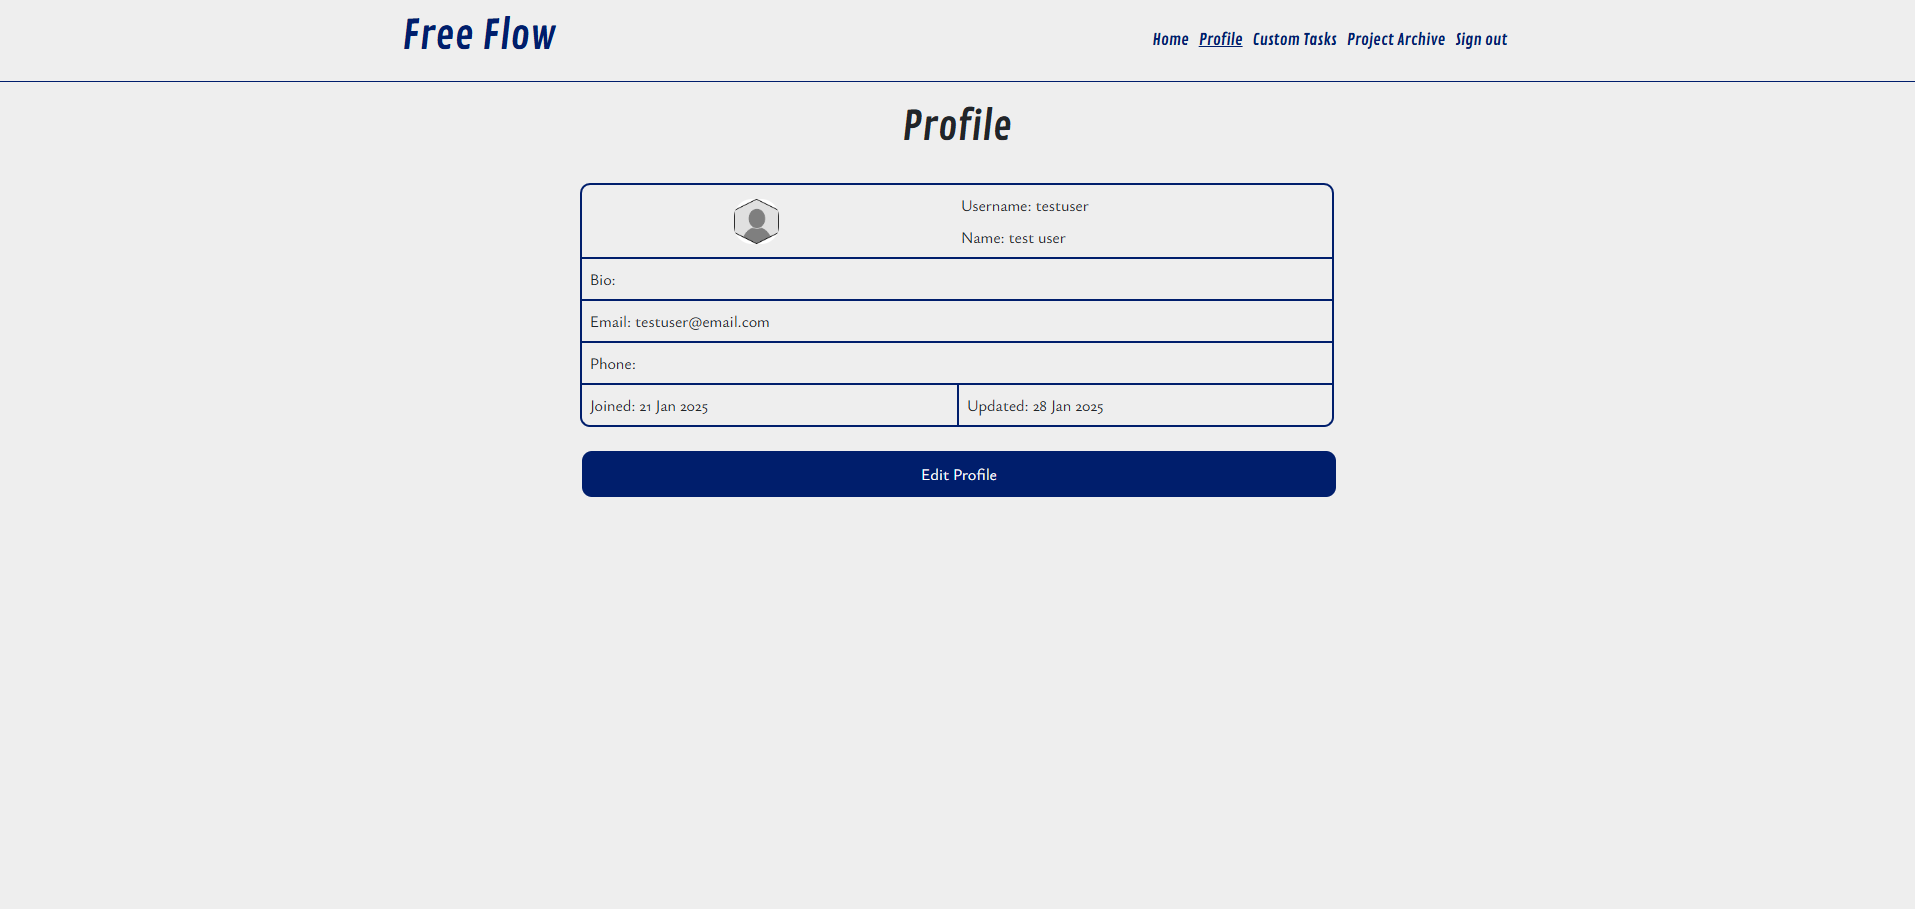 Free Flow
Home Profile Custom Tasks Project Archive Sign out
Profile
Username: testuser
Name: test user
Bio:
Email: testuser@email.com
Phone:
Joined: 21 Jan 2025 Updated: 28 Jan 2025
Edit Profile